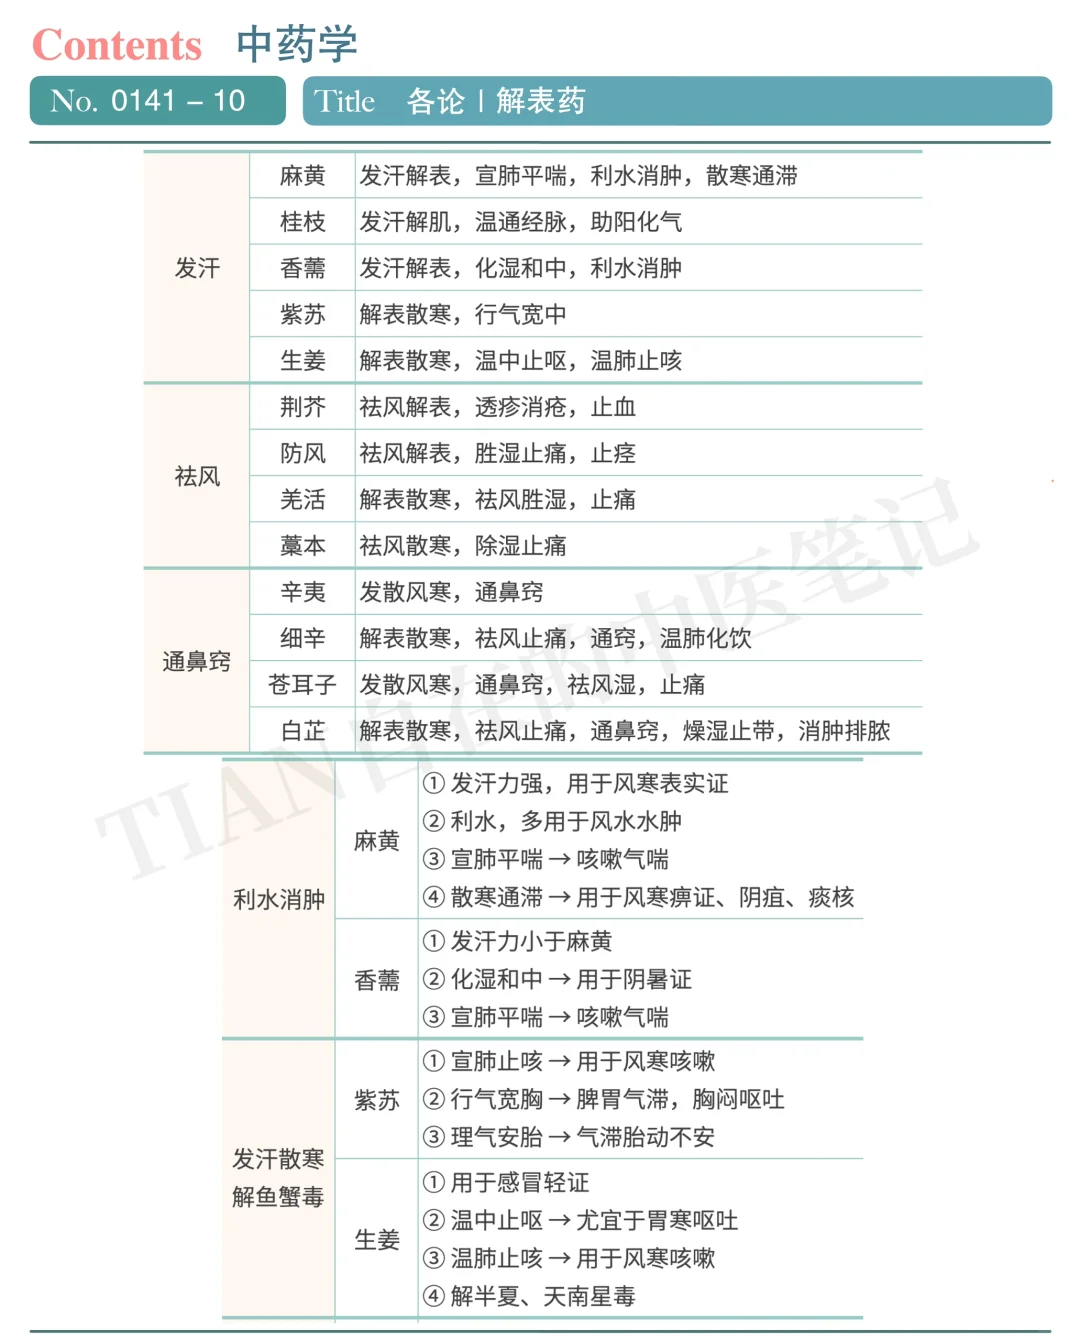 Contents 中药学
No. 0141 – 10
Title 各论 | 解表药
发汗
麻黄 发汗解表，宣肺平喘，利水消肿，散寒通滞
桂枝 发汗解肌，温通经脉，助阳化气
香薷 发汗解表，化湿和中，利水消肿
紫苏 解表散寒，行气宽中
生姜 解表散寒，温中止呕，温肺止咳
祛风
荆芥 祛风解表，透疹消疮，止血
防风 祛风解表，胜湿止痛，止痉
羌活 解表散寒，祛风胜湿，止痛
藁本 祛风散寒，除湿止痛
通鼻窍
辛夷 发散风寒，通鼻窍
细辛 解表散寒，祛风止痛，通窍，温肺化饮
苍耳子 发散风寒，通鼻窍，祛风湿，止痛
白芷 解表散寒，祛风止痛，通鼻窍，燥湿止带，消肿排脓
利水消肿
麻黄
① 发汗力强，用于风寒表实证
② 利水，多用于风水水肿
③ 宣肺平喘 → 咳嗽气喘
④ 散寒通滞 → 用于风寒痹证、阴疽、痰核
香薷
① 发汗力小于麻黄
② 化湿和中 → 用于阴暑证
③ 宣肺平喘 → 咳嗽气喘
发汗散寒
解鱼蟹毒
紫苏
① 宣肺止咳 → 用于风寒咳嗽
② 行气宽胸 → 脾胃气滞，胸闷呕吐
③ 理气安胎 → 气滞胎动不安
生姜
① 用于感冒轻证
② 温中止呕 → 尤宜于胃寒呕吐
③ 温肺止咳 → 用于风寒咳嗽
④ 解半夏、天南星毒
TIAN自在的中医笔记